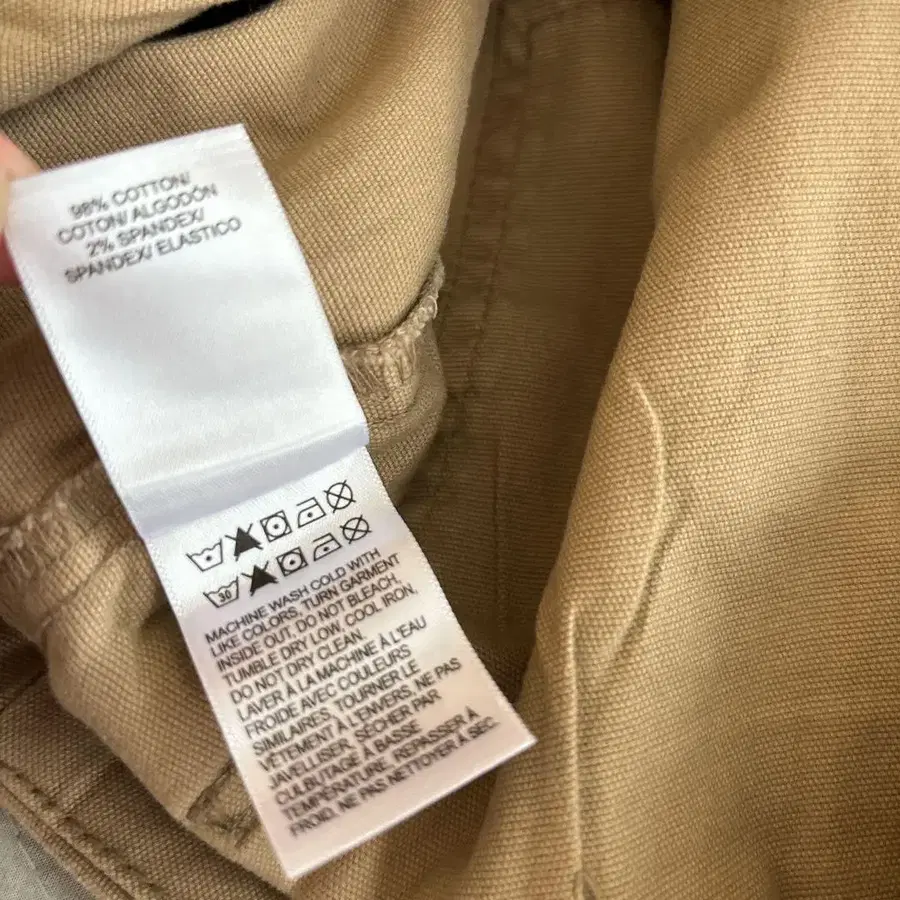 98% COTTON/
COTON/ ALGODÓN
2% SPANDEX/
SPANDEX/ ELASTICO
30
MACHINE WASH COLD WITH
LIKE COLORS, TURN GARMENT
INSIDE OUT, DO NOT BLEACH,
TUMBLE DRY LOW, COOL IRON,
DO NOT DRY CLEAN.
LAVER À LA MACHINE À L'EAU
FROIDE AVEC COULEURS
SIMILAIRES, TOURNER LE
VÊTEMENT À L'ENVERS, NE PAS
JAVELLISER, SÉCHER PAR
CULBUTAGE À BASSE
TEMPÉRATURE, REPASSER À
FROID, NE PAS NETTOYER À SEC.